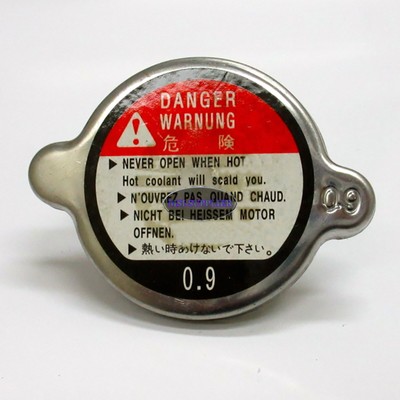 DANGER
WARNUNG
危 険
▶ NEVER OPEN WHEN HOT
Hot coolant will scald you.
▶ N'OUVREZ PAS QUAND CHAUD.
▶ NICHT BEI HEISSEM MOTOR
OFFNEN.
▶ 熱い時あけないで下さい。
0.9
0.9